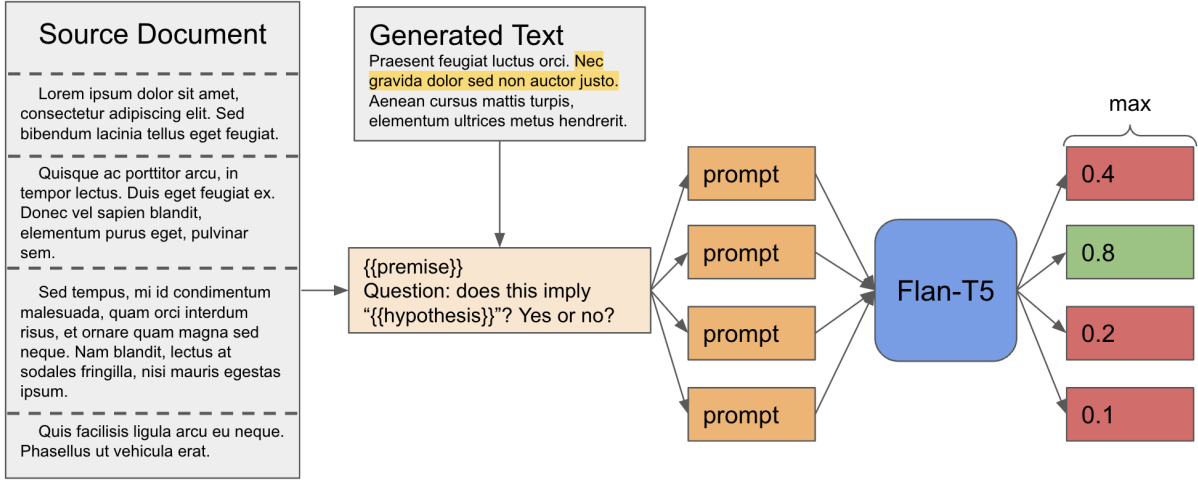 Source Document
Lorem ipsum dolor sit amet,
consectetur adipiscing elit. Sed
bibendum lacinia tellus eget feugiat.
Quisque ac porttitor arcu, in
tempor lectus. Duis eget feugiat ex.
Donec vel sapien blandit,
elementum purus eget, pulvinar
sem.
Sed tempus, mi id condimentum
malesuada, quam orci interdum
risus, et ornare quam magna sed
neque. Nam blandit, lectus at
sodales fringilla, nisi mauris egestas
ipsum.
Quis facilisis ligula arcu eu neque.
Phasellus ut vehicula erat.
Generated Text
Praesent feugiat luctus orci. Nec
gravida dolor sed non auctor justo.
Aenean cursus mattis turpis,
elementum ultrices metus hendrerit.
{{premise}}
Question: does this imply
“{{hypothesis}}”? Yes or no?
prompt
prompt
prompt
prompt
Flan-T5
max
0.4
0.8
0.2
0.1